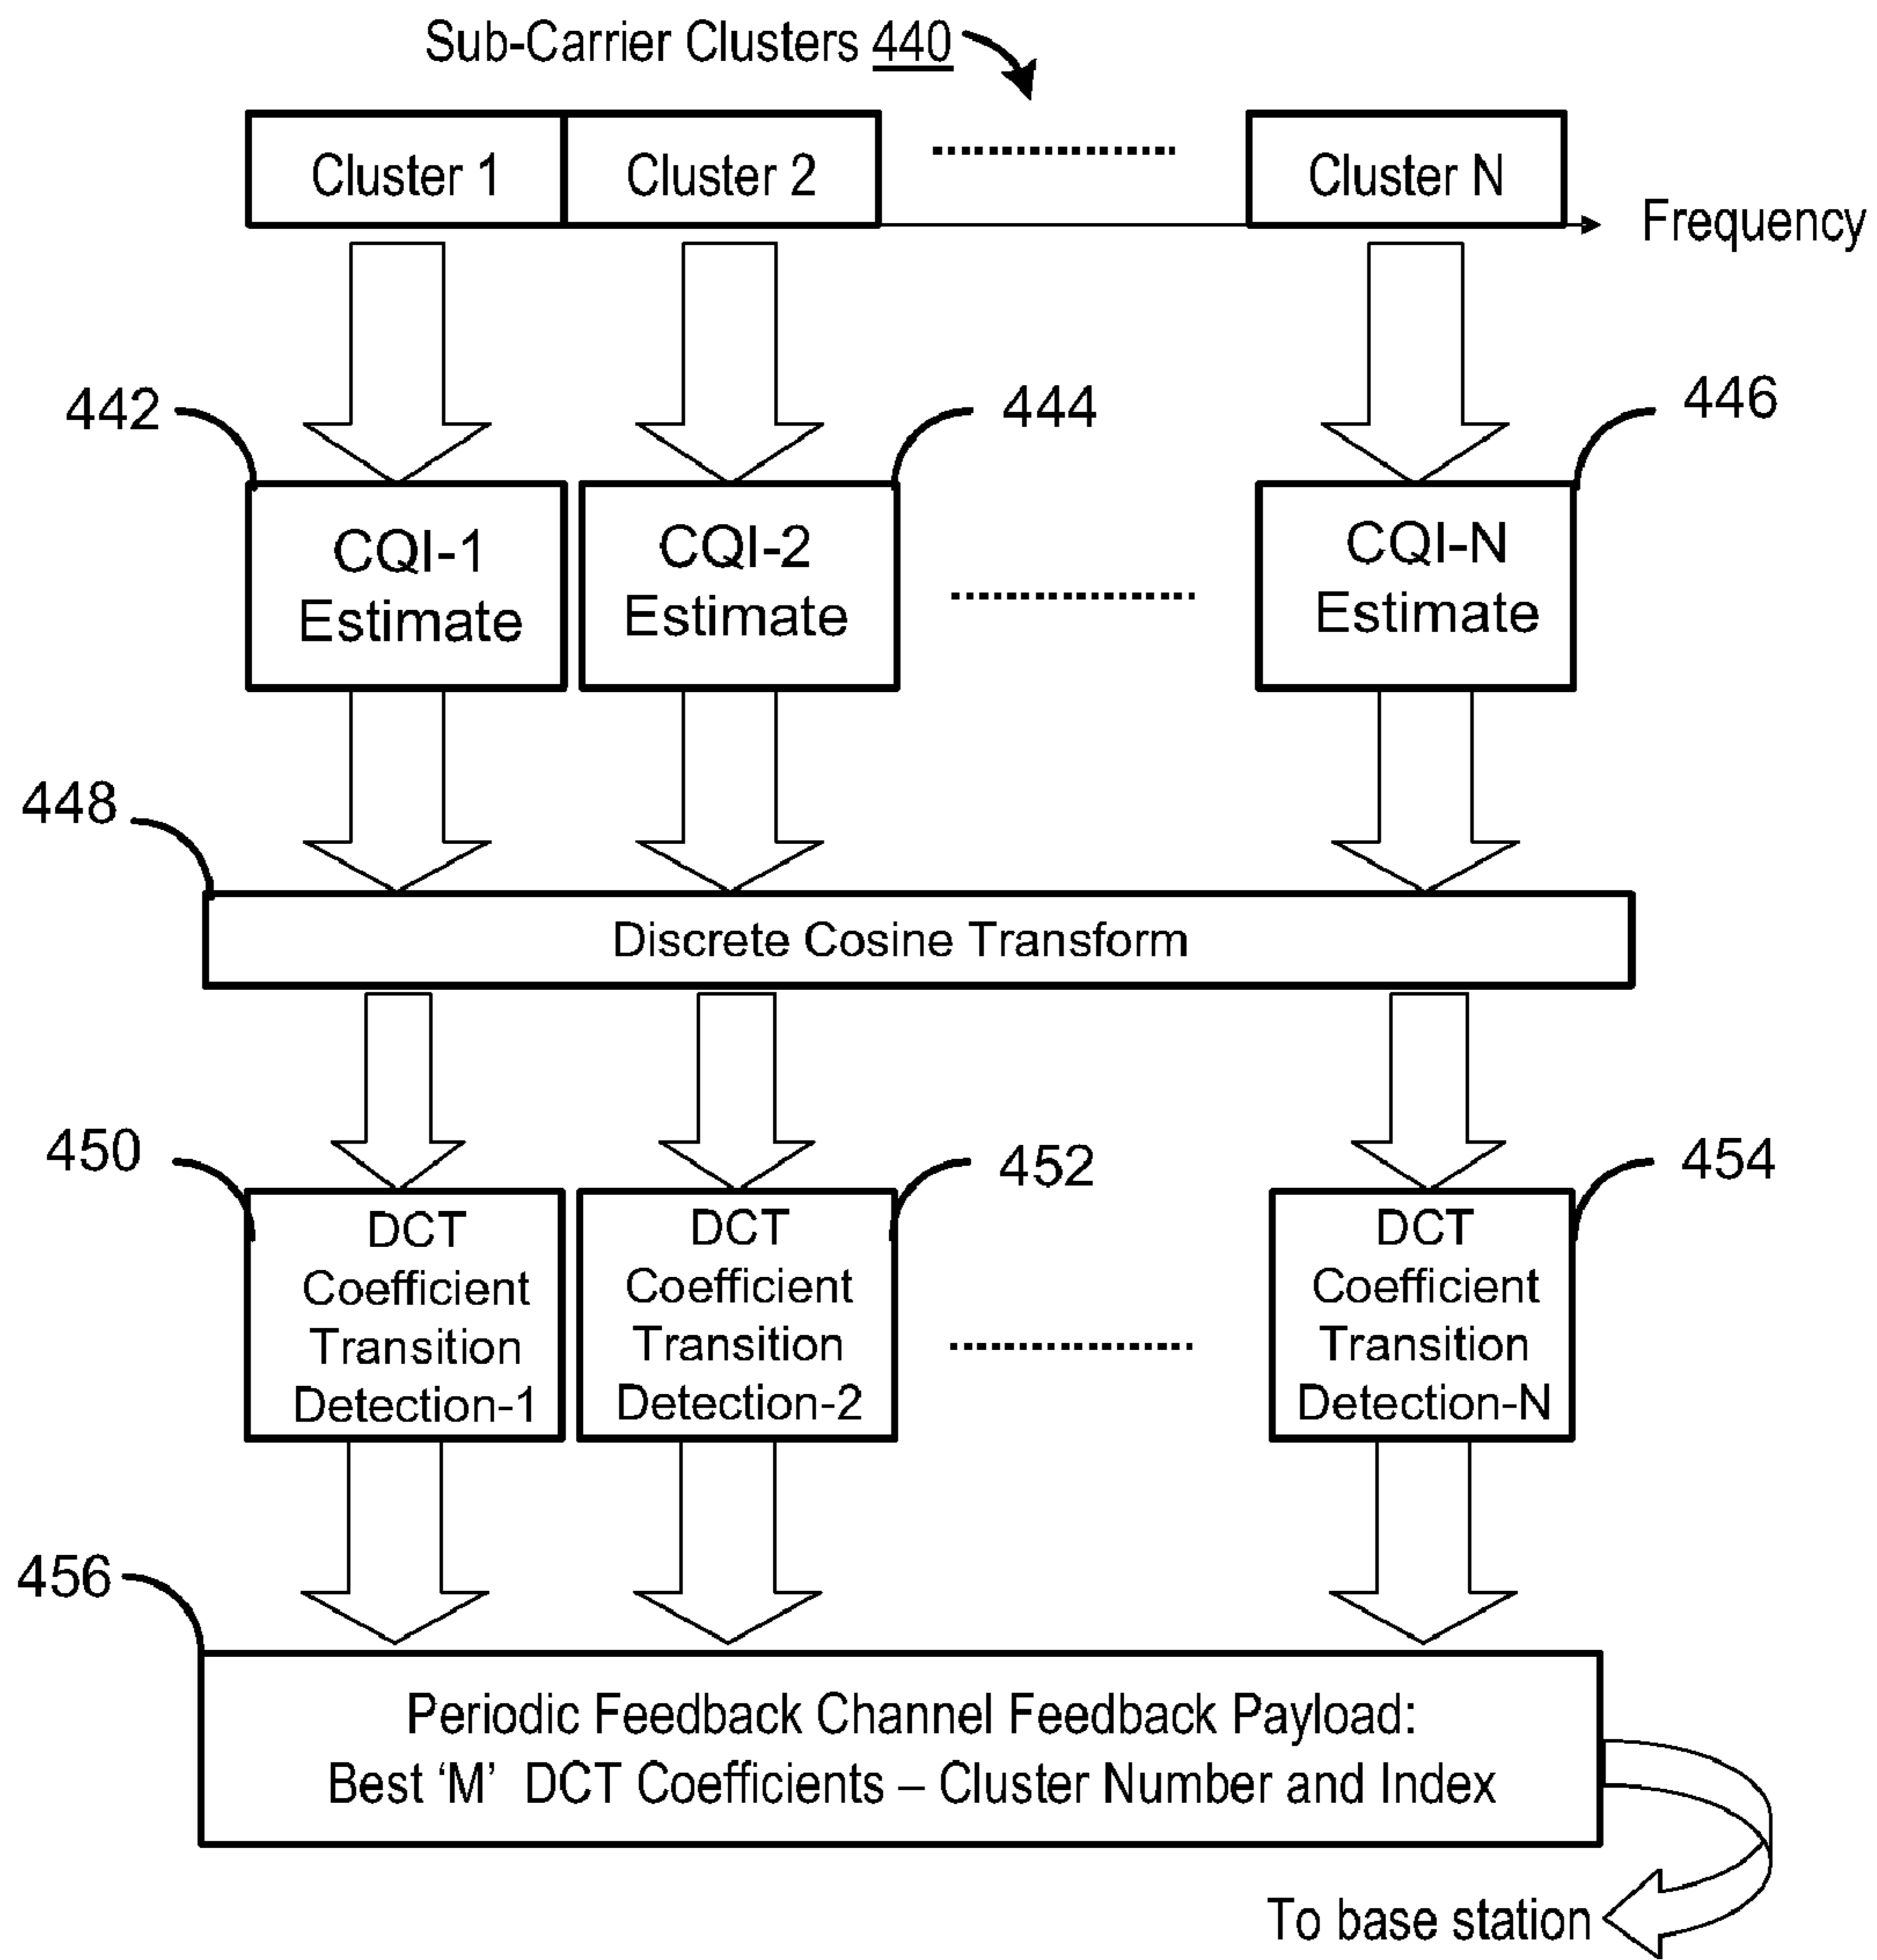 Sub-Carrier Clusters 440
Cluster 1
Cluster 2
Cluster N
Frequency
442
444
446
CQI-1
Estimate
CQI-2
Estimate
CQI-N
Estimate
448
Discrete Cosine Transform
450
452
454
DCT
Coefficient
Transition
Detection-1
DCT
Coefficient
Transition
Detection-2
DCT
Coefficient
Transition
Detection-N
456
Periodic Feedback Channel Feedback Payload:
Best ‘M’ DCT Coefficients – Cluster Number and Index
To base station